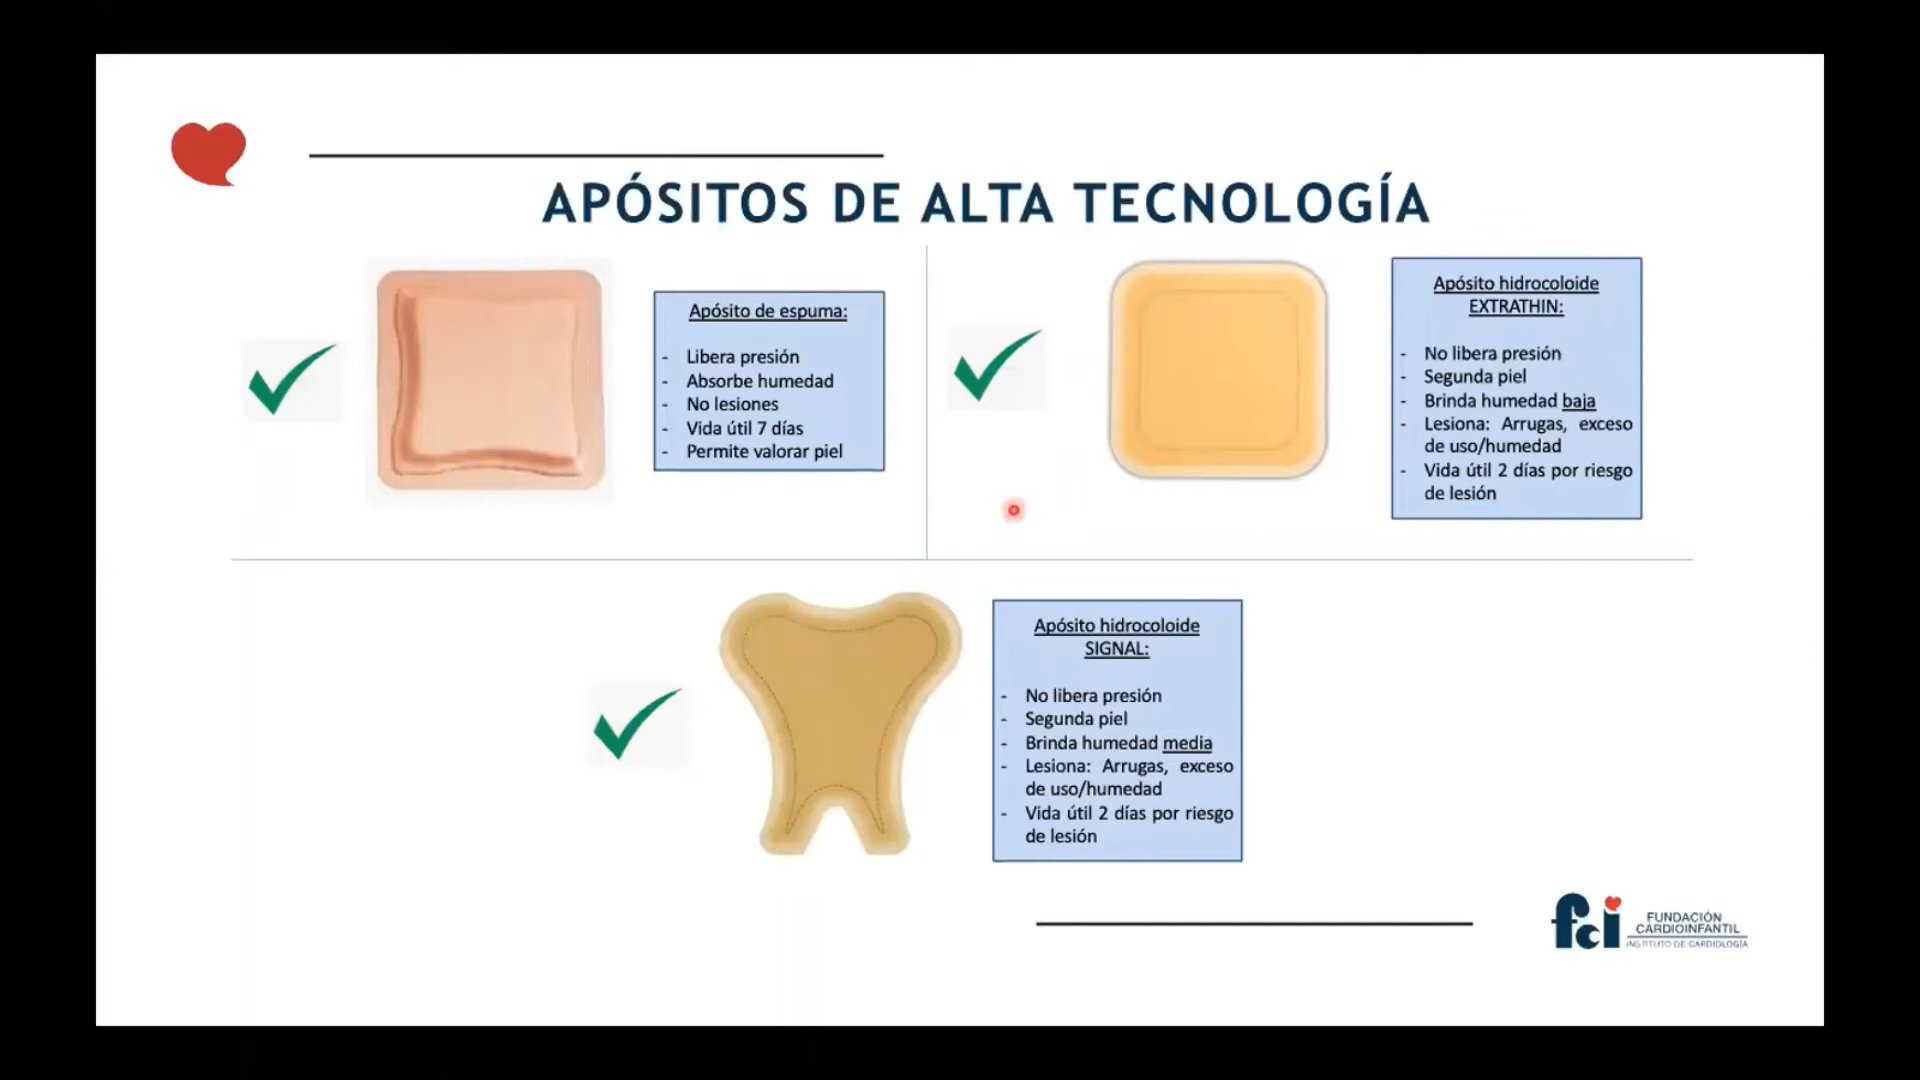 APÓSITOS DE ALTA TECNOLOGÍA
Apósito de espuma:
- Libera presión
- Absorbe humedad
- No lesiones
- Vida útil 7 días
- Permite valorar piel
Apósito hidrocoloide
EXTRATHIN:
- No libera presión
- Segunda piel
- Brinda humedad baja
- Lesiona: Arrugas, exceso
de uso/humedad
- Vida útil 2 días por riesgo
de lesión
Apósito hidrocoloide
SIGNAL:
- No libera presión
- Segunda piel
- Brinda humedad media
- Lesiona: Arrugas, exceso
de uso/humedad
- Vida útil 2 días por riesgo
de lesión
fci
FUNDACIÓN
CARDIOINFANTIL
INSTITUTO DE CARDIOLOGÍA